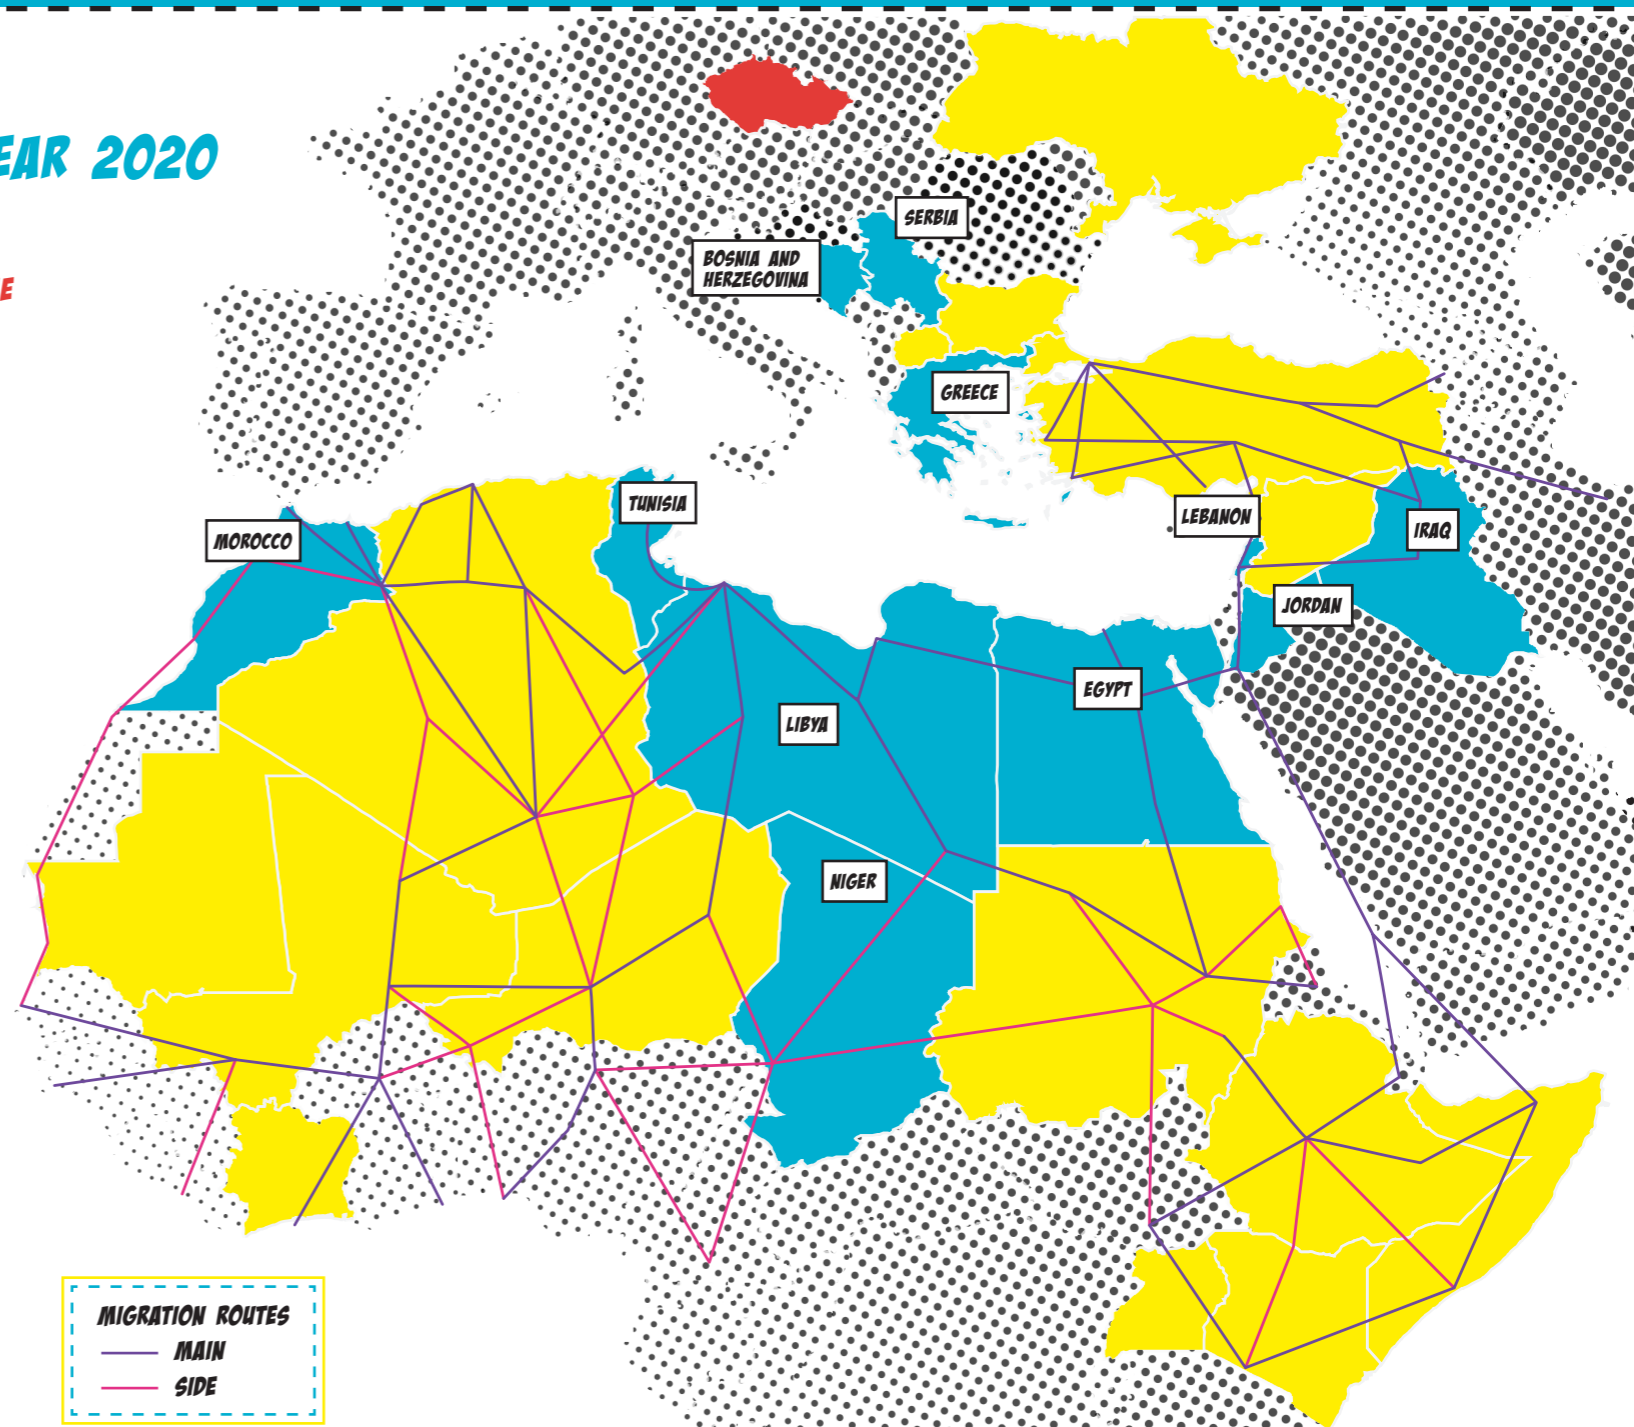 EAR 2020
E
SERBIA
BOSNIA AND
HERZEGOVINA
GREECE
TUNISIA
MOROCCO
LEBANON
IRAQ
JORDAN
EGYPT
LIBYA
NIGER
MIGRATION ROUTES
MAIN
SIDE